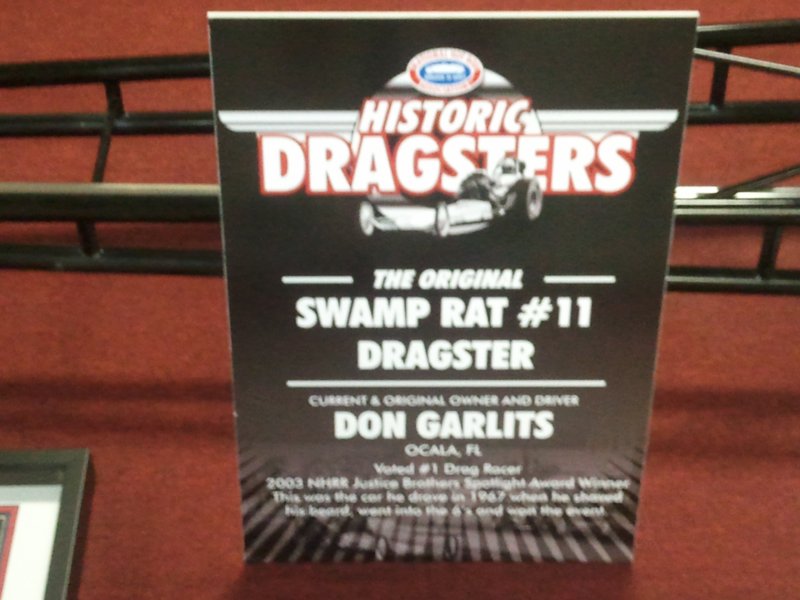 HISTORIC
DRAGSTERS
THE ORIGINAL
SWAMP RAT #11
DRAGSTER
CURRENT & ORIGINAL OWNER AND DRIVER
DON GARLITS
OCALA, FL
Voted #1 Drag Racer
2003 NHRR Justice Brothers Spotlight Award Winner
This was the car he drove in 1967 when he shaved
his beard, went into the 6's and won the event.